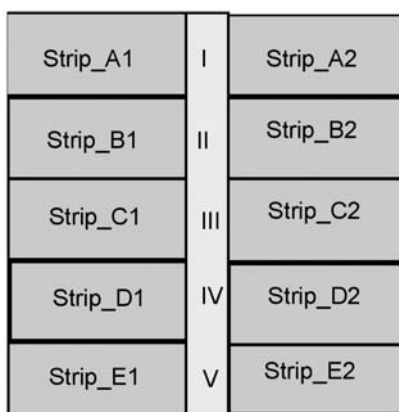 Strip_A1 I Strip_A2
Strip_B1 II Strip_B2
Strip_C1 III Strip_C2
Strip_D1 IV Strip_D2
Strip_E1 V Strip_E2